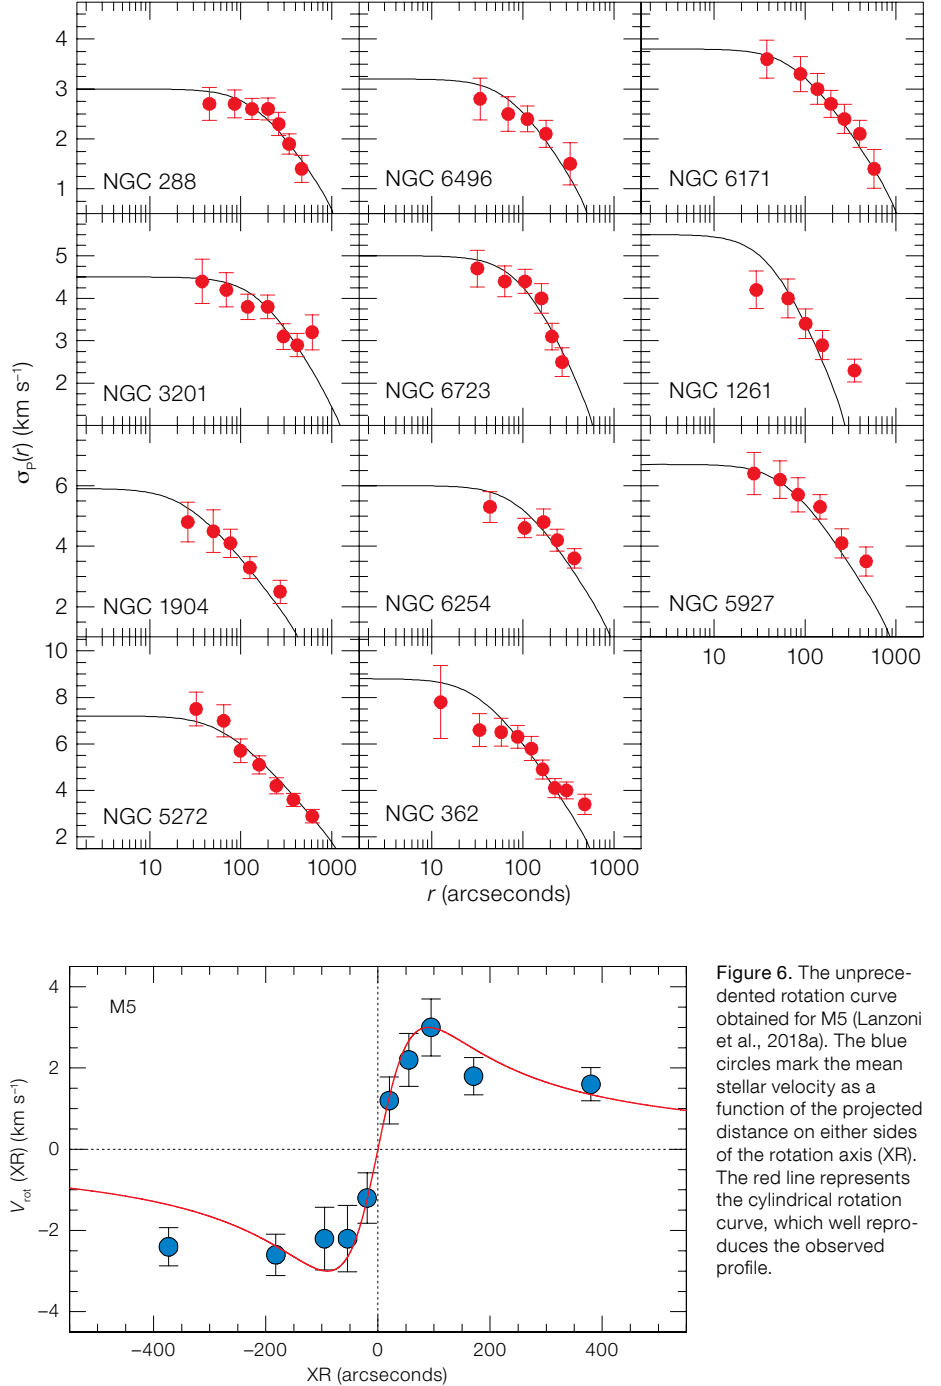 4
3
2
1
NGC 288
NGC 6496
NGC 6171
5
4
3
2
NGC 3201
NGC 6723
NGC 1261
σP(r) (km s–1)
6
4
2
NGC 1904
NGC 6254
NGC 5927
10 100 1000
10
8
6
4
2
NGC 5272
NGC 362
10 100 1000
10 100 1000
r (arcseconds)
M5
4
2
0
−2
−4
Vrot (XR) (km s–1)
−400 −200 0 200 400
XR (arcseconds)
Figure 6. The unprece-
dented rotation curve
obtained for M5 (Lanzoni
et al., 2018a). The blue
circles mark the mean
stellar velocity as a
function of the projected
distance on either sides
of the rotation axis (XR).
The red line represents
the cylindrical rotation
curve, which well repro-
duces the observed
profile.